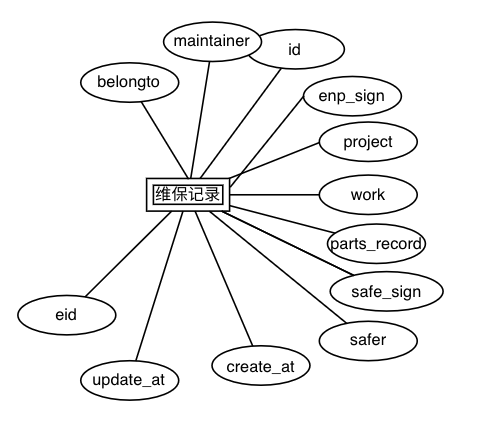 maintainer
id
belongto
enp_sign
project
维保记录
work
parts_record
safe_sign
eid
safer
create_at
update_at